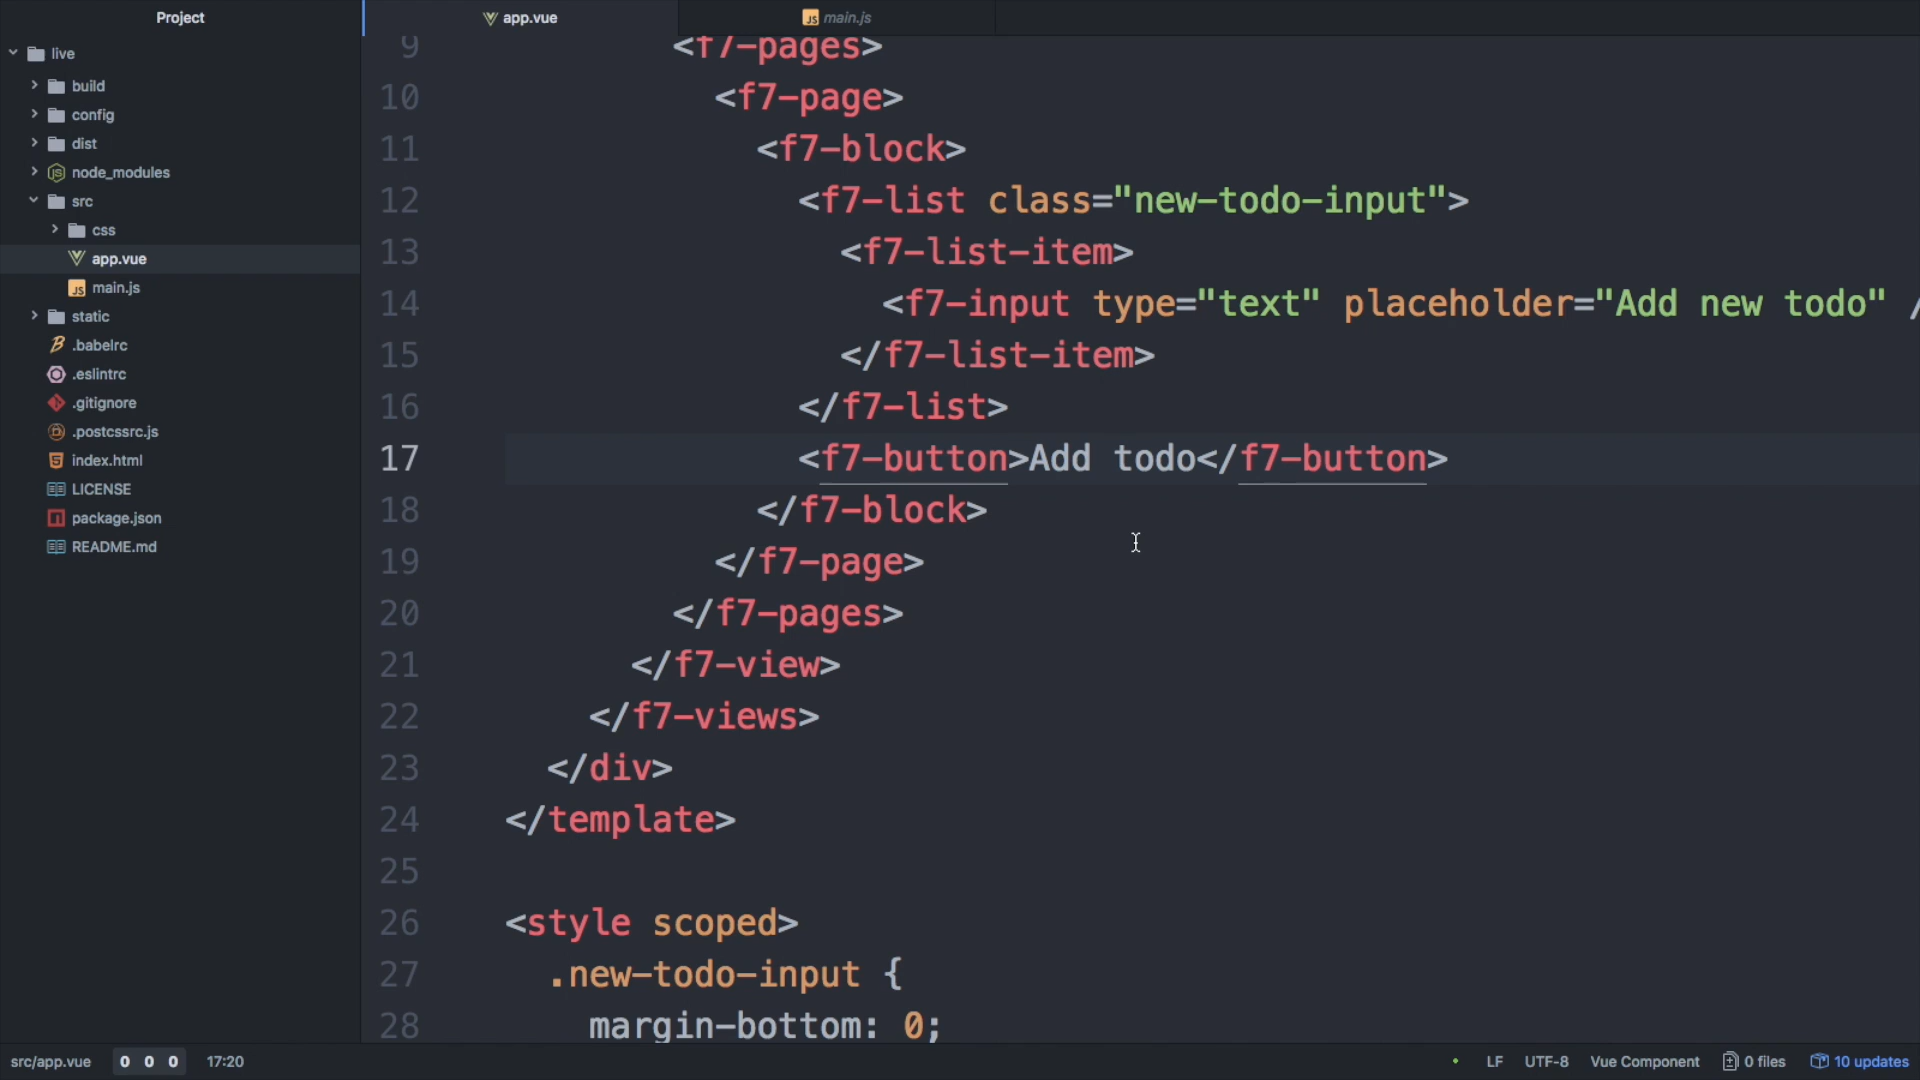 Project
live
build
config
dist
node_modules
src
css
app.vue
main.js
static
.babelrc
.eslintrc
.gitignore
.postcssrc.js
index.html
LICENSE
package.json
README.md
app.vue
main.js
9 <f7-pages>
10 <f7-page>
11 <f7-block>
12 <f7-list class="new-todo-input">
13 <f7-list-item>
14 <f7-input type="text" placeholder="Add new todo" /
15 </f7-list-item>
16 </f7-list>
17 <f7-button>Add todo</f7-button>
18 </f7-block>
19 </f7-page>
20 </f7-pages>
21 </f7-view>
22 </f7-views>
23 </div>
24 </template>
25
26 <style scoped>
27 .new-todo-input {
28 margin-bottom: 0;
src/app.vue 0 0 0 17:20 LF UTF-8 Vue Component 0 files 10 updates